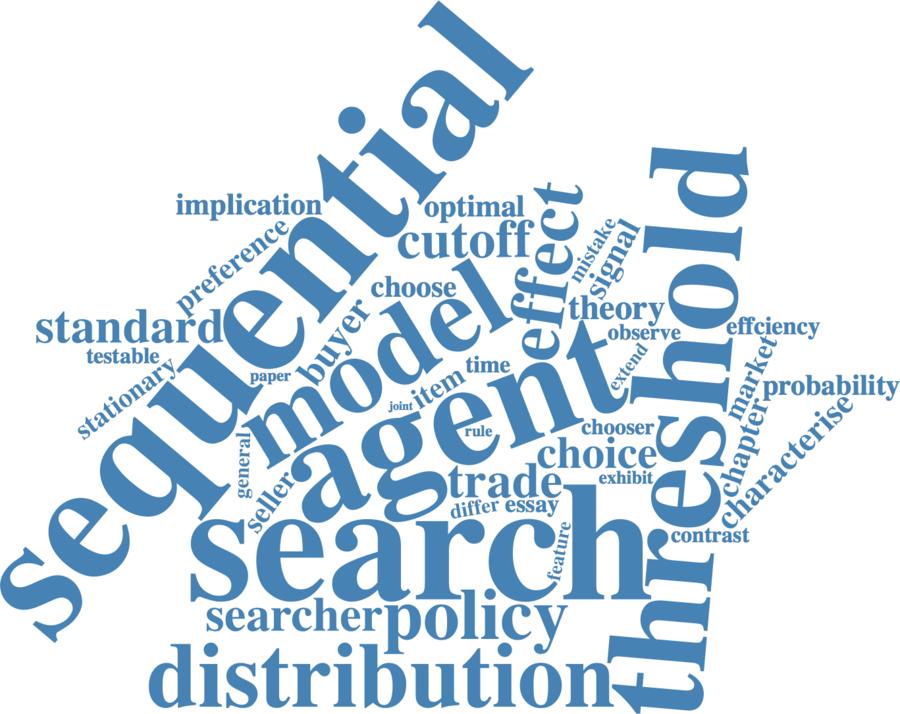 sequential
implication
optimal
cutoff
effect
mistake
signal
threshold
preference
choose
theory
observe
effciency
standard
testable
stationary
buyer
model
paper
time
item
joint
extend
market
probability
agent
rule
chooser
choice
exhibit
chapter
characterise
general
seller
trade
differ
essay
search
feature
contrast
searcher
policy
distribution